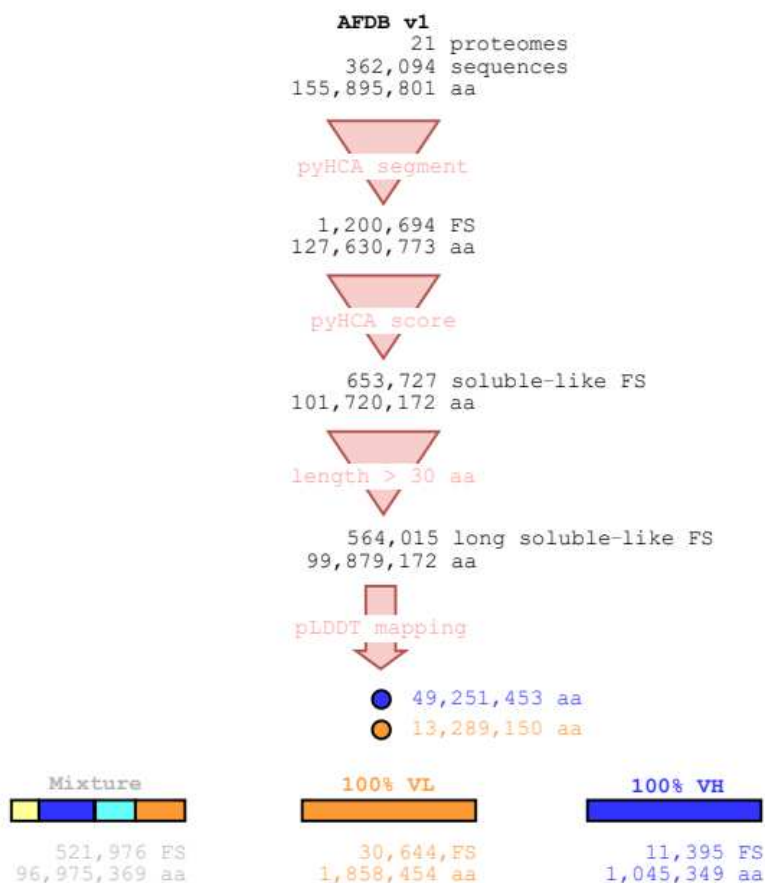 AFDB v1
21 proteomes
362,094 sequences
155,895,801 aa
pyHCA segment
1,200,694 FS
127,630,773 aa
pyHCA score
653,727 soluble-like FS
101,720,172 aa
length > 30 aa
564,015 long soluble-like FS
99,879,172 aa
pLDDT mapping
49,251,453 aa
13,289,150 aa
Mixture
521,976 FS
96,975,369 aa
100% VL
30,644,FS
1,858,454 aa
100% VH
11,395 FS
1,045,349 aa